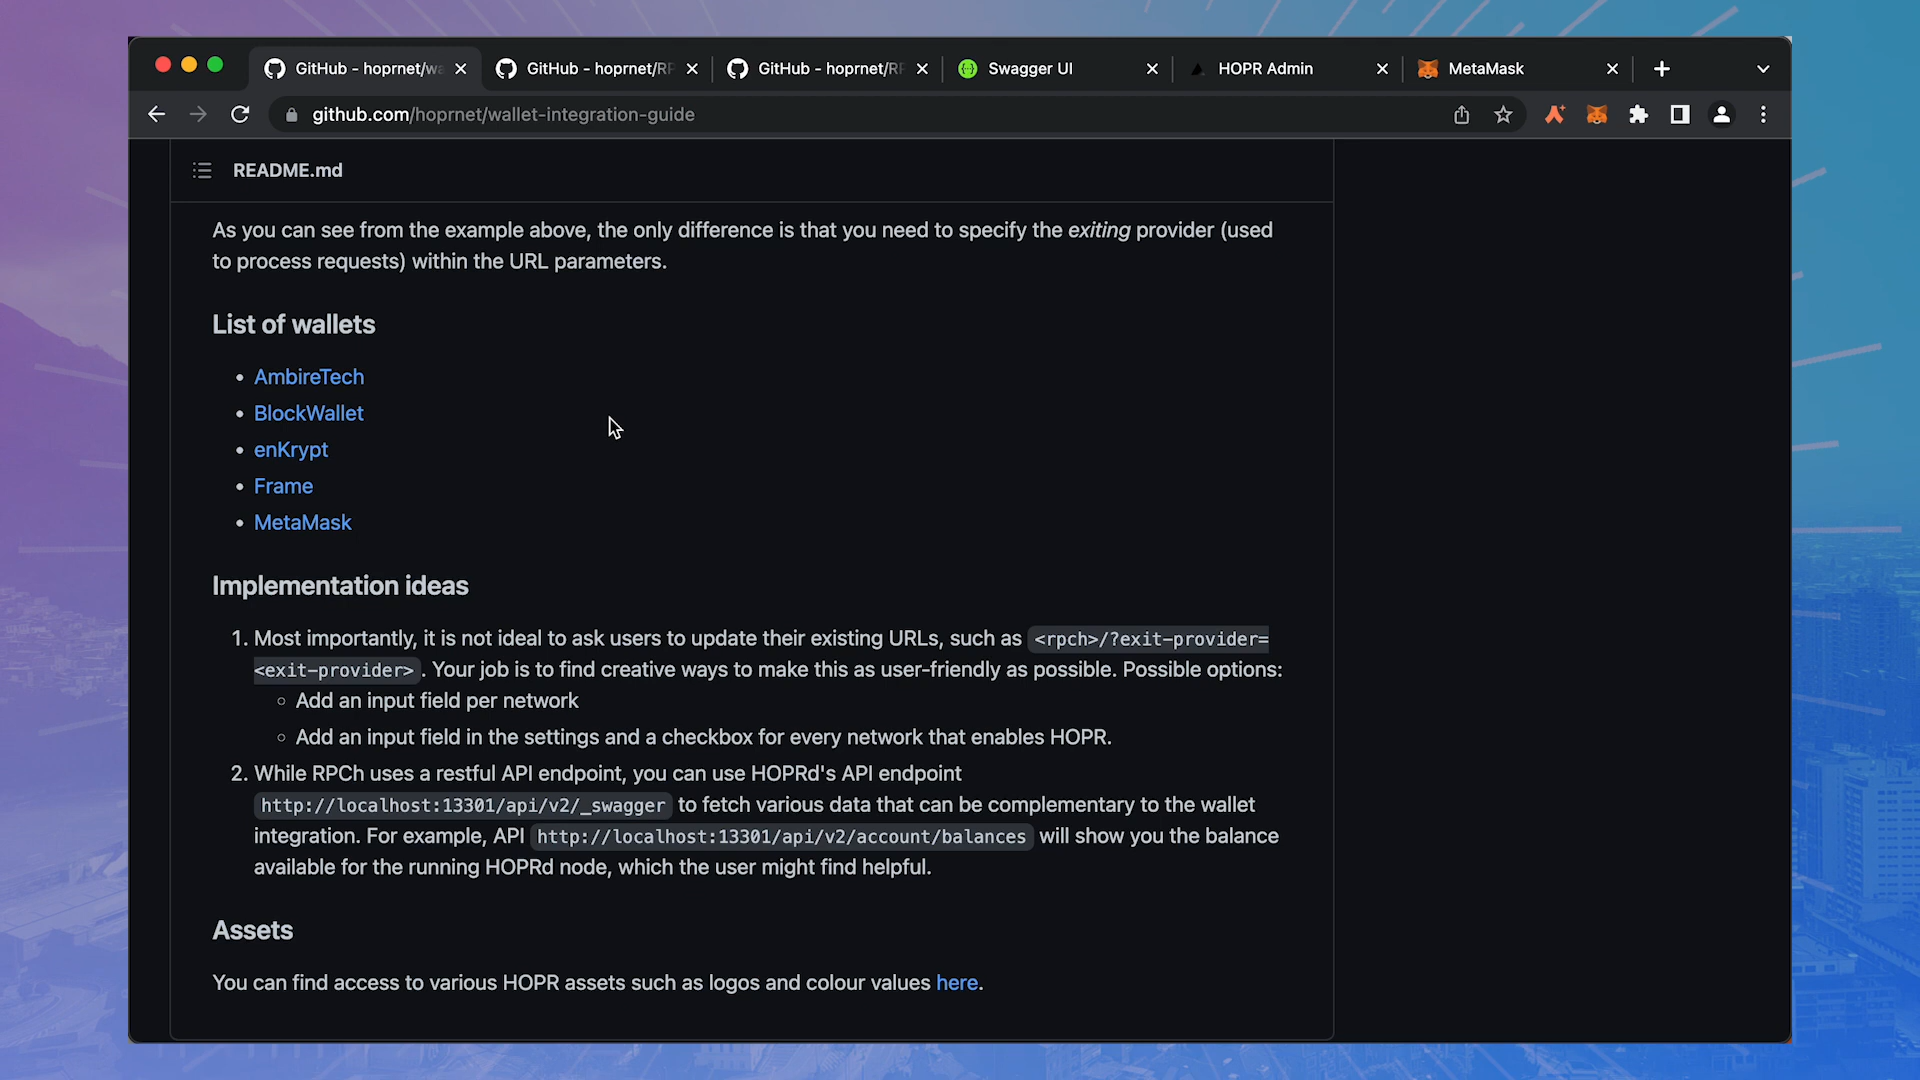 GitHub - hoprnet/wa
GitHub - hoprnet/RP
GitHub - hoprnet/RP
Swagger UI
HOPR Admin
MetaMask
github.com/hoprnet/wallet-integration-guide
README.md
As you can see from the example above, the only difference is that you need to specify the exiting provider (used
to process requests) within the URL parameters.
List of wallets
• AmbireTech
• BlockWallet
• enKrypt
• Frame
• MetaMask
Implementation ideas
1. Most importantly, it is not ideal to ask users to update their existing URLs, such as <rpch>/?exit-provider=
<exit-provider> . Your job is to find creative ways to make this as user-friendly as possible. Possible options:
◦ Add an input field per network
◦ Add an input field in the settings and a checkbox for every network that enables HOPR.
2. While RPCh uses a restful API endpoint, you can use HOPRd's API endpoint
http://localhost:13301/api/v2/_swagger to fetch various data that can be complementary to the wallet
integration. For example, API http://localhost:13301/api/v2/account/balances will show you the balance
available for the running HOPRd node, which the user might find helpful.
Assets
You can find access to various HOPR assets such as logos and colour values here.